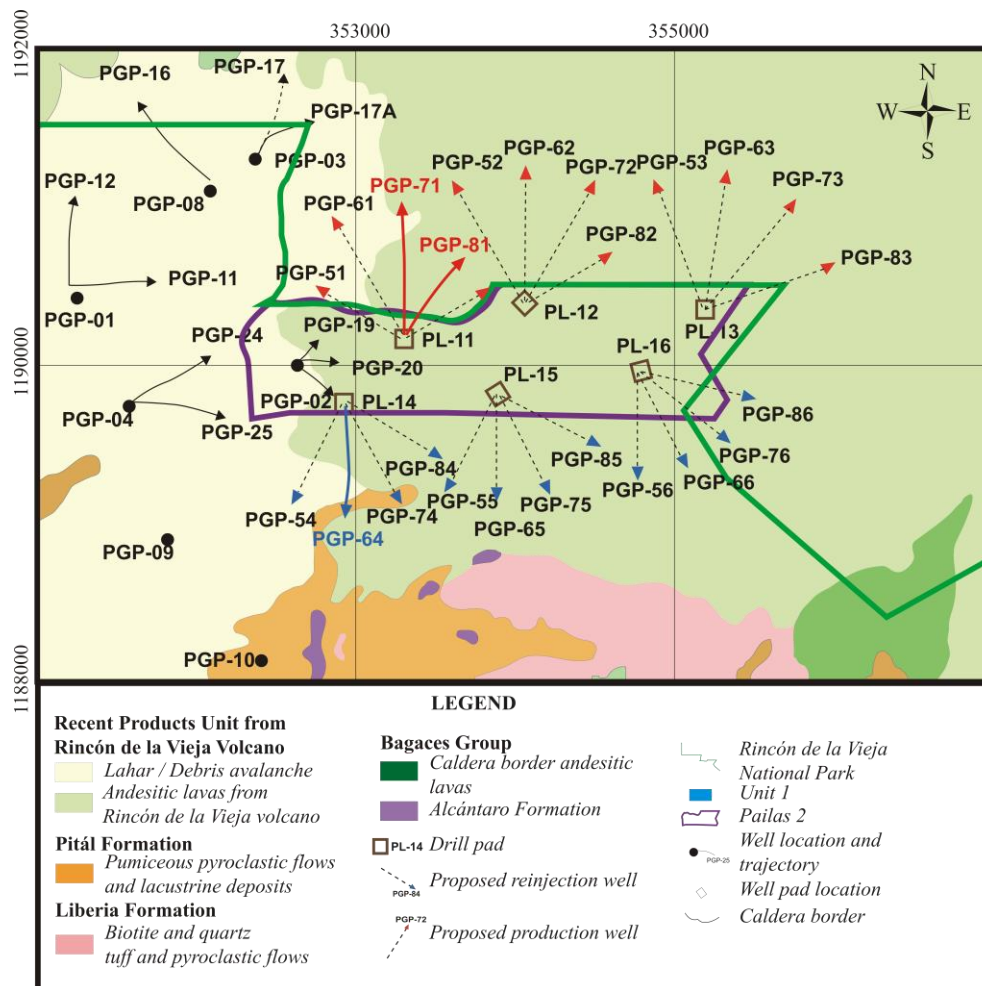 353000
355000
1192000
1190000
1188000
N
W
E
S
PGP-16
PGP-17
PGP-17A
PGP-03
PGP-12
PGP-08
PGP-62
PGP-52
PGP-72
PGP-53
PGP-63
PGP-73
PGP-71
PGP-61
PGP-81
PGP-82
PGP-83
PGP-11
PGP-51
PGP-01
PGP-19
PL-12
PL-13
PGP-24
PL-11
PL-16
PGP-20
PL-15
PGP-02
PL-14
PGP-04
PGP-25
PGP-86
PGP-84
PGP-85
PGP-76
PGP-66
PGP-56
PGP-55
PGP-75
PGP-54
PGP-74
PGP-65
PGP-64
PGP-09
PGP-10
LEGEND
Recent Products Unit from
Rincón de la Vieja Volcano
Lahar / Debris avalanche
Andesitic lavas from
Rincón de la Vieja volcano
Pitál Formation
Pumiceous pyroclastic flows
and lacustrine deposits
Liberia Formation
Biotite and quartz
tuff and pyroclastic flows
Bagaces Group
Caldera border andesitic
lavas
Alcántaro Formation
PL-14 Drill pad
PGP-84
Proposed reinjection well
PGP-72
Proposed production well
Rincón de la Vieja
National Park
Unit 1
Pailas 2
PGP-25
Well location and
trajectory
Well pad location
Caldera border